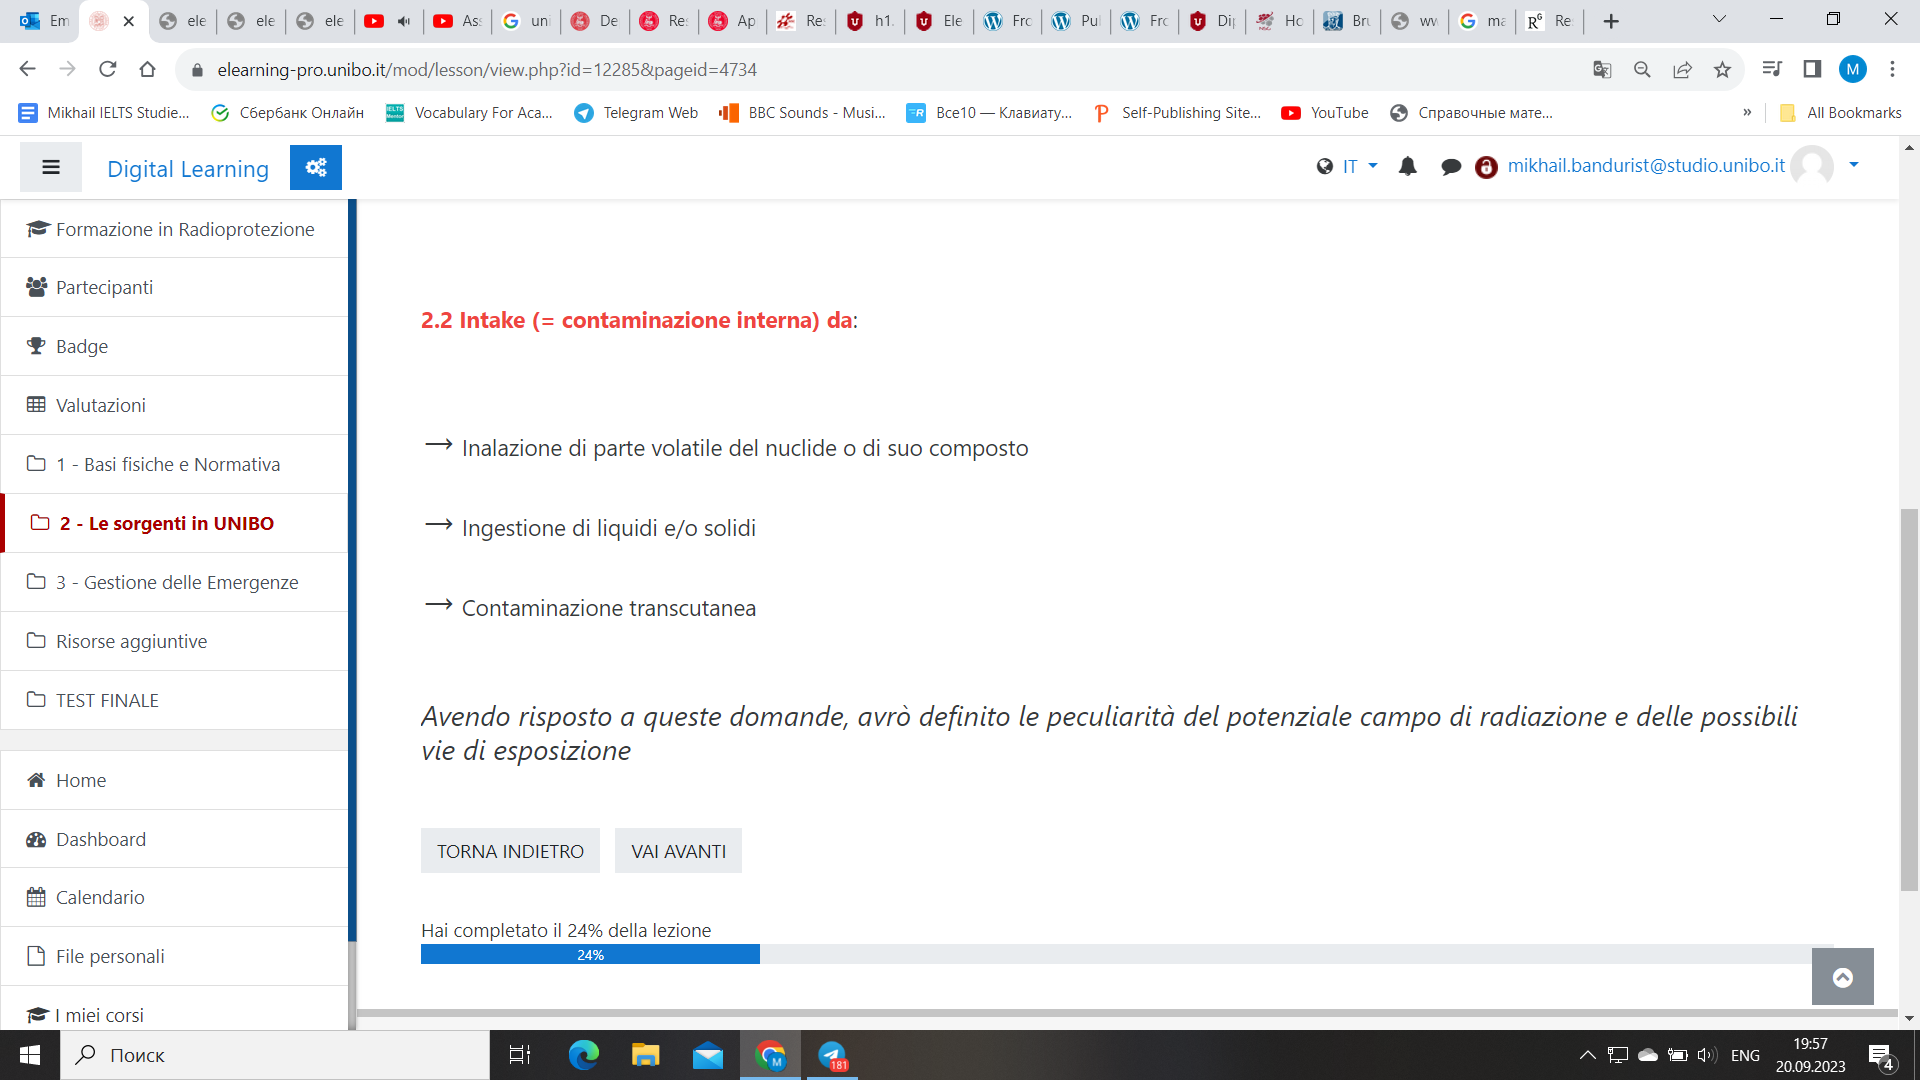 Em
ele
ele
ele
Ass
uni
De
Re
Ap
Res
h1.
Ele
Fro
Pul
Fro
Dip
Ho
Bru
ww
ma
Re
elearning-pro.unibo.it/mod/lesson/view.php?id=12285&pageid=4734
M
Mikhail IELTS Studie...
Сбербанк Онлайн
Vocabulary For Aca...
Telegram Web
BBC Sounds - Musi...
Все10 — Клавиату...
Self-Publishing Site...
YouTube
Справочные мате...
»
All Bookmarks
Digital Learning
IT
mikhail.bandurist@studio.unibo.it
Formazione in Radioprotezione
Partecipanti
Badge
Valutazioni
1 - Basi fisiche e Normativa
2 - Le sorgenti in UNIBO
3 - Gestione delle Emergenze
Risorse aggiuntive
TEST FINALE
Home
Dashboard
Calendario
File personali
I miei corsi
2.2 Intake (= contaminazione interna) da:
→ Inalazione di parte volatile del nuclide o di suo composto
→ Ingestione di liquidi e/o solidi
→ Contaminazione transcutanea
Avendo risposto a queste domande, avrò definito le peculiarità del potenziale campo di radiazione e delle possibili
vie di esposizione
TORNA INDIETRO
VAI AVANTI
Hai completato il 24% della lezione
24%
Поиск
M
181
ENG
19:57
20.09.2023
4